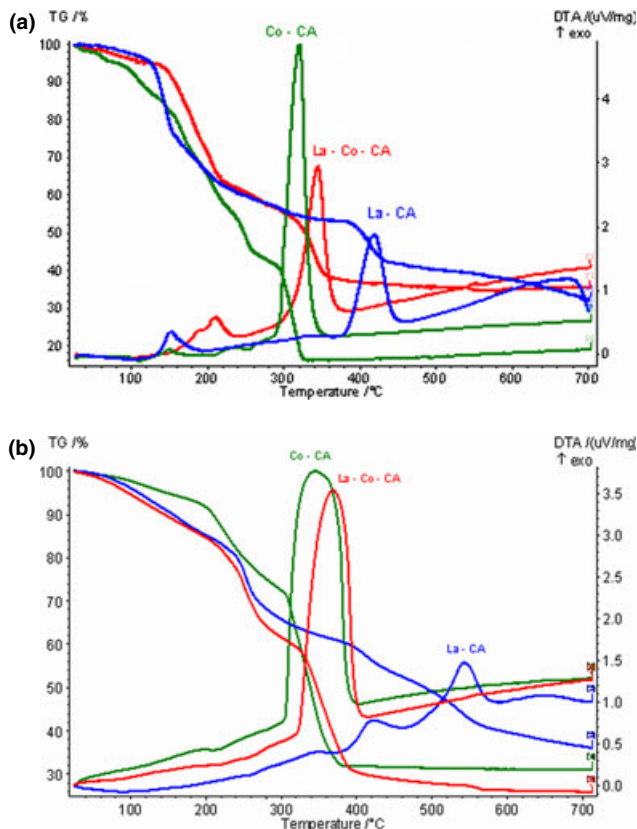 (a)
TG /%
DTA /(uV/mg)
↑ exo
Co - CA
La - Co - CA
La - CA
100
90
80
70
60
50
40
30
20
4
3
2
1
0
100 200 300 400 500 600 700
Temperature /°C
(b)
TG /%
DTA /(uV/mg)
↑ exo
Co - CA
La - Co - CA
La - CA
100
90
80
70
60
50
40
30
3.5
3.0
2.5
2.0
1.5
1.0
0.5
0.0
100 200 300 400 500 600 700
Temperature /°C